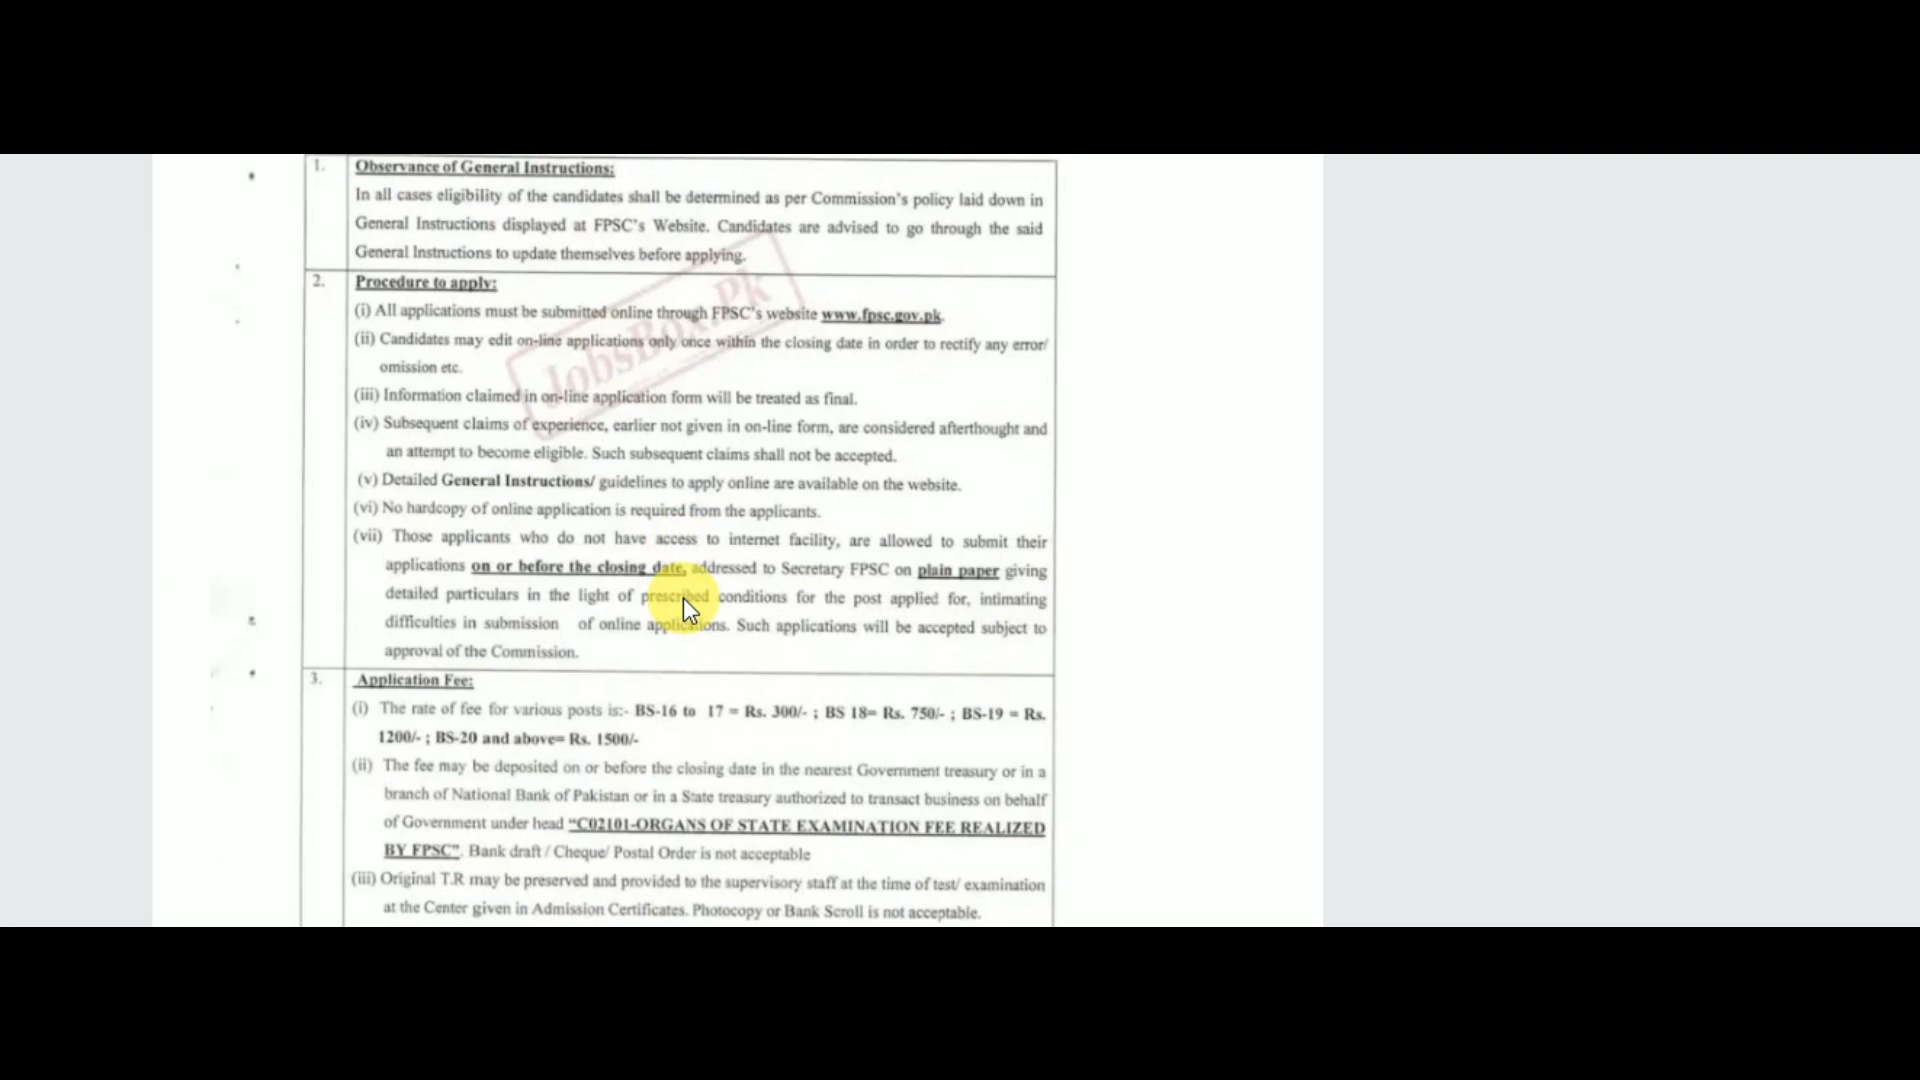 1. Observance of General Instructions:
In all cases eligibility of the candidates shall be determined as per Commission's policy laid down in
General Instructions displayed at FPSC's Website. Candidates are advised to go through the said
General Instructions to update themselves before applying.
2. Procedure to apply:
(i) All applications must be submitted online through FPSC's website www.fpsc.gov.pk.
(ii) Candidates may edit on-line applications only once within the closing date in order to rectify any error/
omission etc.
(iii) Information claimed in on-line application form will be treated as final.
(iv) Subsequent claims of experience, earlier not given in on-line form, are considered afterthought and
an attempt to become eligible. Such subsequent claims shall not be accepted.
(v) Detailed General Instructions/ guidelines to apply online are available on the website.
(vi) No hardcopy of online application is required from the applicants.
(vii) Those applicants who do not have access to internet facility, are allowed to submit their
applications on or before the closing date, addressed to Secretary FPSC on plain paper giving
detailed particulars in the light of prescribed conditions for the post applied for, intimating
difficulties in submission of online applications. Such applications will be accepted subject to
approval of the Commission.
3. Application Fee:
(i) The rate of fee for various posts is:- BS-16 to 17 = Rs. 300/- ; BS 18= Rs. 750/- ; BS-19 = Rs.
1200/- ; BS-20 and above= Rs. 1500/-
(ii) The fee may be deposited on or before the closing date in the nearest Government treasury or in a
branch of National Bank of Pakistan or in a State treasury authorized to transact business on behalf
of Government under head "C02101-ORGANS OF STATE EXAMINATION FEE REALIZED
BY FPSC". Bank draft / Cheque/ Postal Order is not acceptable
(iii) Original T.R may be preserved and provided to the supervisory staff at the time of test/ examination
at the Center given in Admission Certificates. Photocopy or Bank Scroll is not acceptable.
JobsBox.Pk